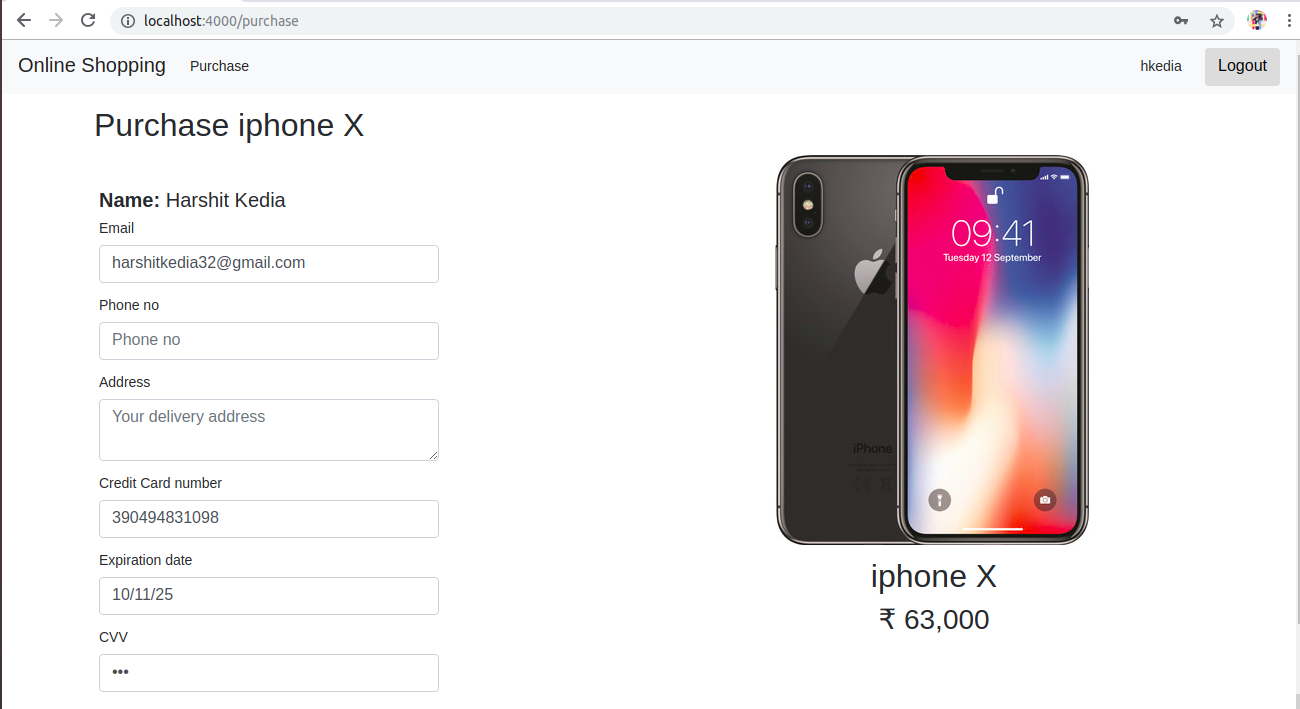 localhost:4000/purchase
Online Shopping Purchase hkedia Logout
Purchase iphone X
Name: Harshit Kedia
Email
harshitkedia32@gmail.com
Phone no
Phone no
Address
Your delivery address
Credit Card number
390494831098
Expiration date
10/11/25
CVV
•••
09:41
Tuesday 12 September
iPhone
iphone X
₹ 63,000